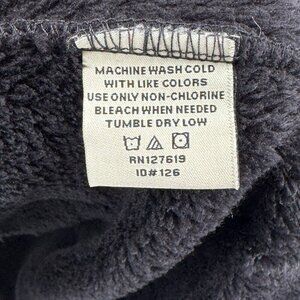 MACHINE WASH COLD
WITH LIKE COLORS
USE ONLY NON-CHLORINE
BLEACH WHEN NEEDED
TUMBLE DRY LOW
RN127619
ID#126